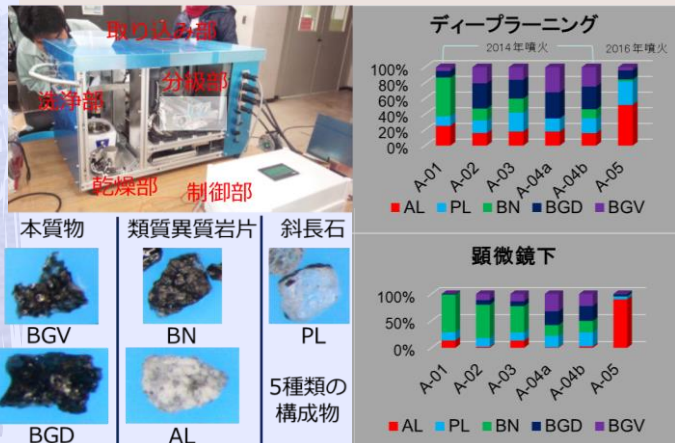 取り込み部
分級部
洗浄部
乾燥部
制御部
本質物
類質異質岩片
斜長石
BGV
BN
PL
BGD
AL
5種類の
構成物
ディープラーニング
2014年噴火
2016年噴火
100%
80%
60%
40%
20%
0%
A-01
A-02
A-03
A-04a
A-04b
A-05
AL PL BN BGD BGV
顕微鏡下
100%
50%
0%
A-01
A-02
A-03
A-04a
A-04b
A-05
AL PL BN BGD BGV